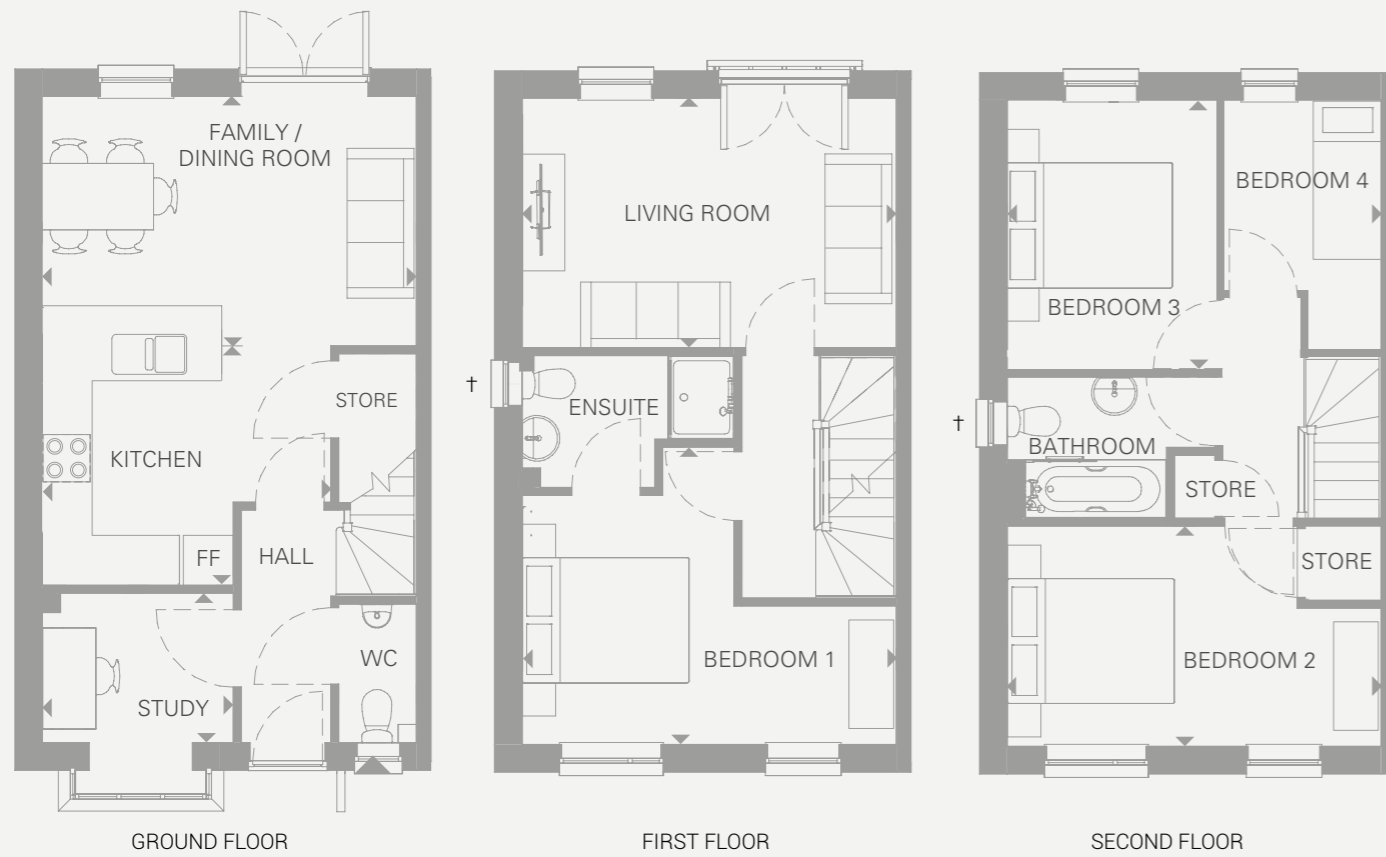 FAMILY /
DINING ROOM
STORE
KITCHEN
FF
HALL
WC
STUDY
GROUND FLOOR
LIVING ROOM
†
ENSUITE
BEDROOM 1
FIRST FLOOR
BEDROOM 4
BEDROOM 3
†
BATHROOM
STORE
STORE
BEDROOM 2
SECOND FLOOR